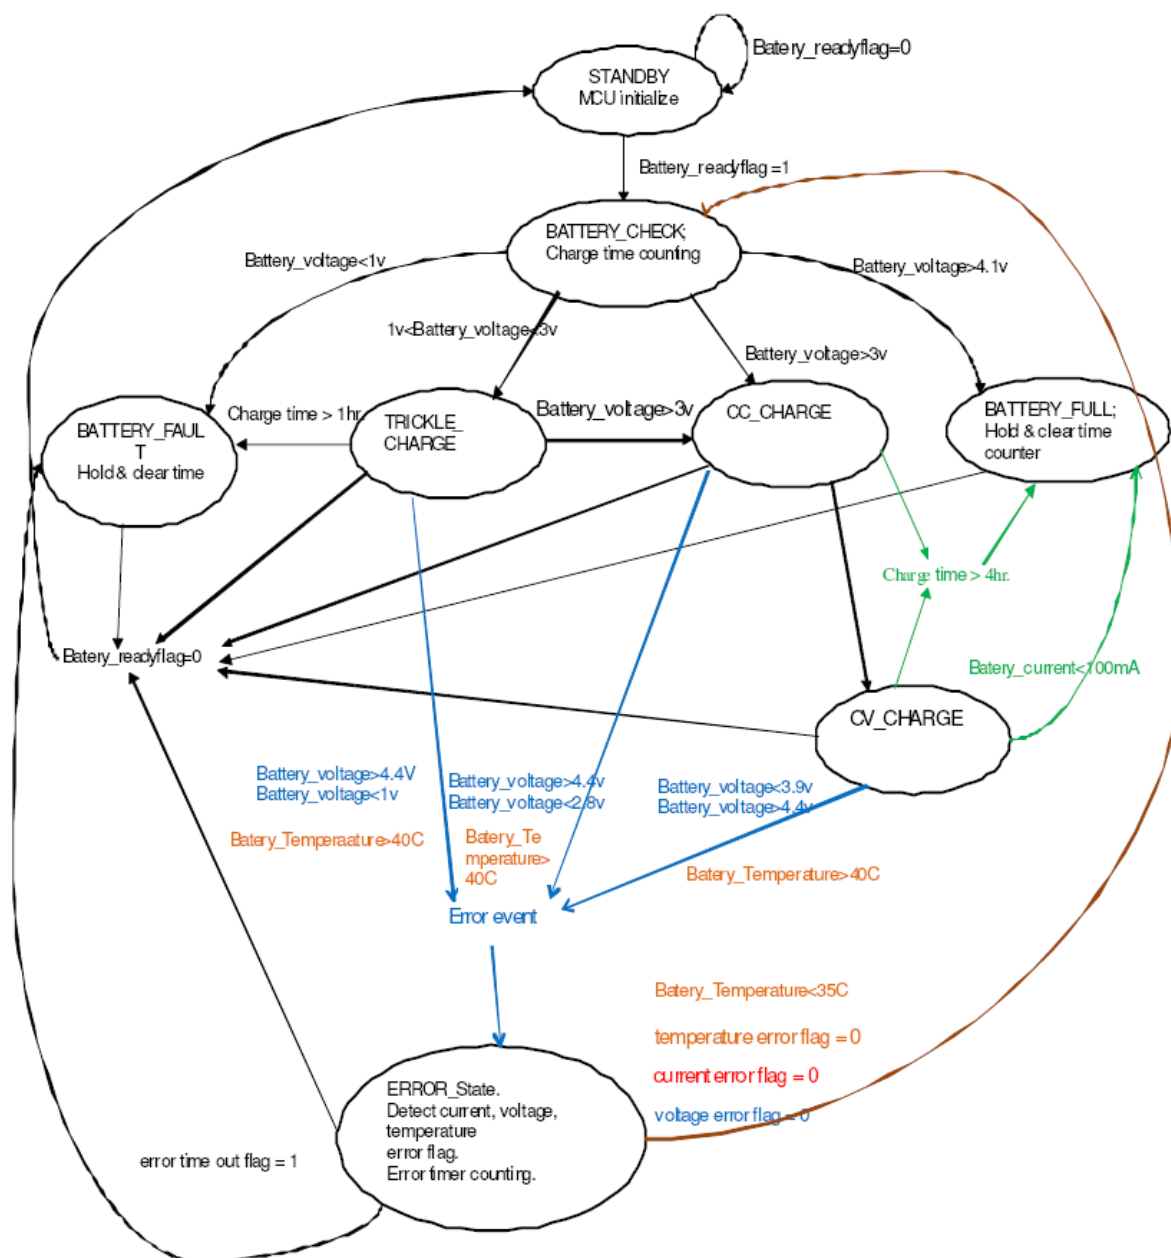 Batery_readyflag=0
STANDBY
MCU initialize
Battery_readyflag =1
BATTERY_CHECK;
Charge time counting
Battery_voltage<1v
Battery_voltage>4.1v
1v<Battery_voltage<3v
Battery_voltage>3v
BATTERY_FAUL
T
Hold & clear time
Charge time > 1hr.
TRICKLE_
CHARGE
Battery_voltage>3v
CC_CHARGE
BATTERY_FULL;
Hold & clear time
counter
Charge time > 4hr.
Batery_readyflag=0
Batery_current<100mA
CV_CHARGE
Battery_voltage>4.4V
Battery_voltage<1v
Battery_voltage>4.4v
Battery_voltage<2.8v
Battery_voltage<3.9v
Battery_voltage>4.4v
Batery_Temperaature>40C
Batery_Te
mperature>
40C
Batery_Temperature>40C
Error event
Batery_Temperature<35C
temperature error flag = 0
current error flag = 0
voltage error flag = 0
ERROR_State.
Detect current, voltage,
temperature
error flag.
Error timer counting.
error time out flag = 1